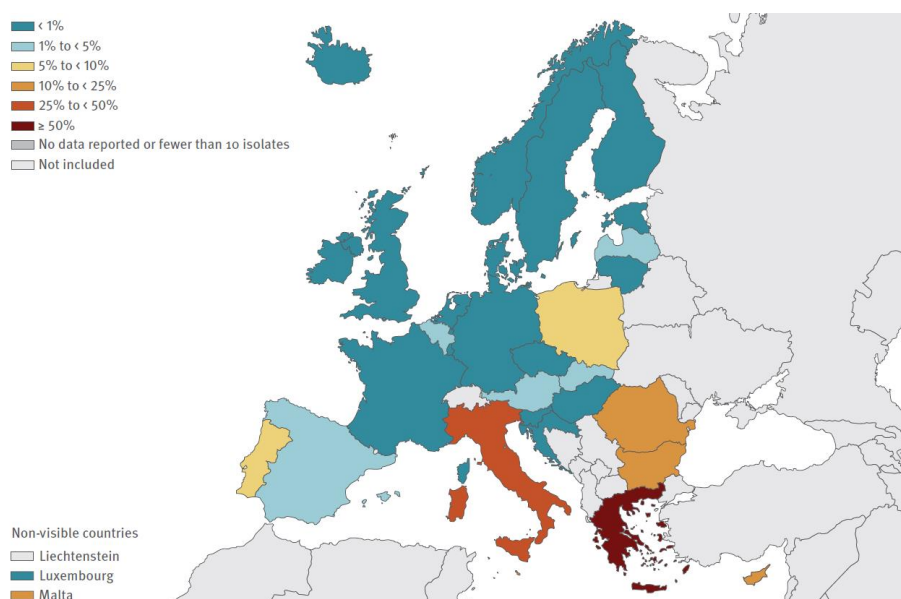 < 1%
1% to < 5%
5% to < 10%
10% to < 25%
25% to < 50%
≥ 50%
No data reported or fewer than 10 isolates
Not included
Non-visible countries
Liechtenstein
Luxembourg
Malta